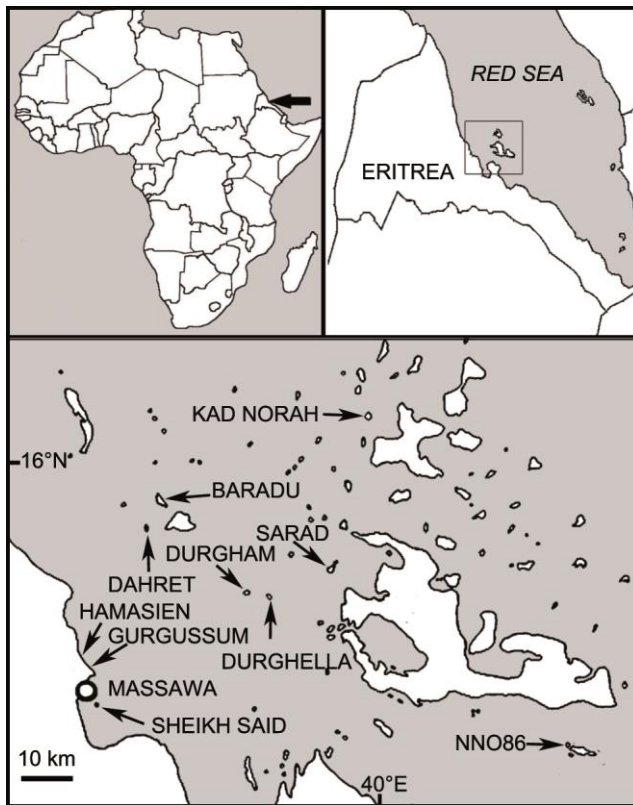 RED SEA
ERITREA
KAD NORAH
16°N
BARADU
SARAD
DURGHAM
DAHRET
HAMASIEN
GURGUSSUM
DURGHELLA
MASSAWA
SHEIKH SAID
NNO86
10 km
40°E